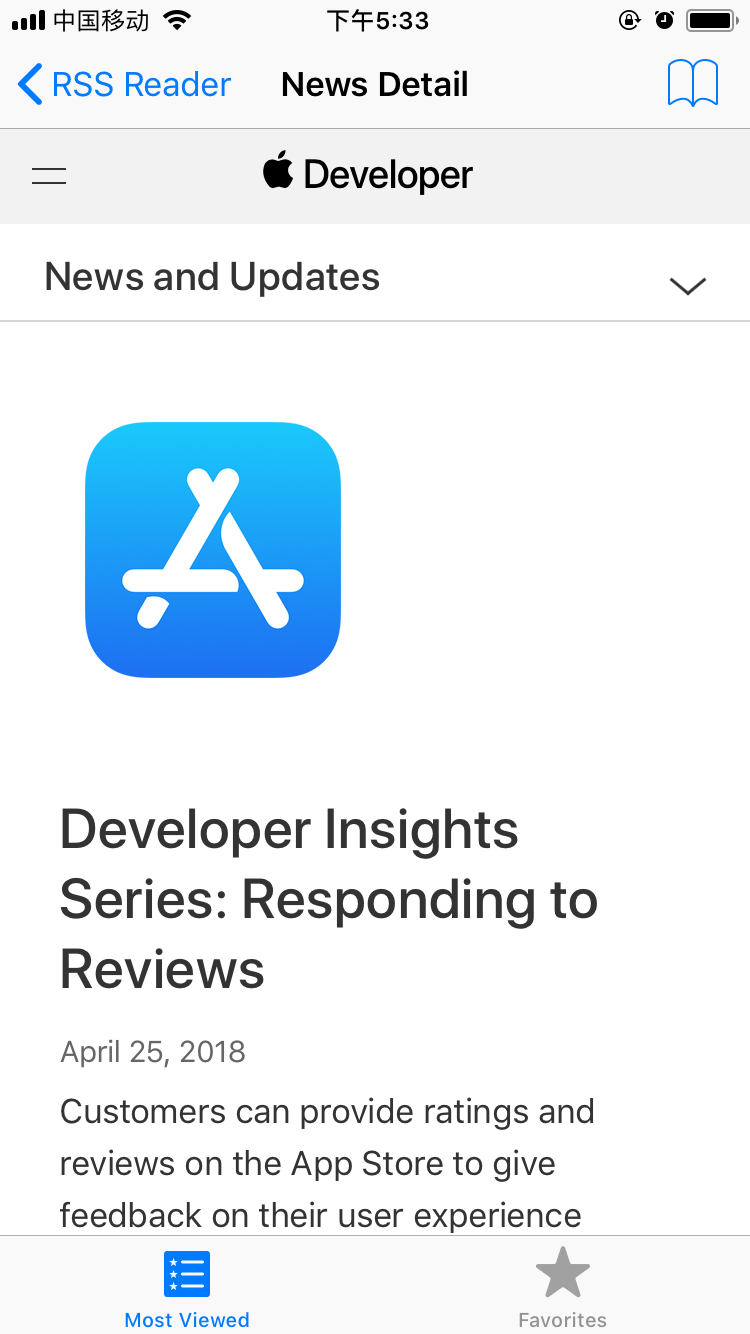 中国移动 下午5:33
RSS Reader News Detail
Developer
News and Updates
Developer Insights
Series: Responding to
Reviews
April 25, 2018
Customers can provide ratings and
reviews on the App Store to give
feedback on their user experience
Most Viewed Favorites